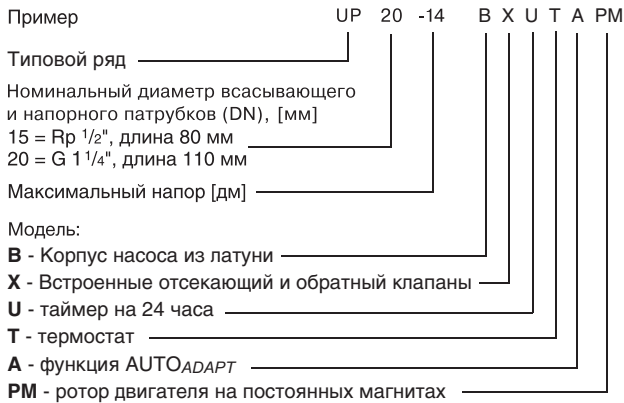 Пример UP 20 -14 B X U T A PM
Типовой ряд
Номинальный диаметр всасывающего
и напорного патрубков (DN), [мм]
15 = Rp 1/2", длина 80 мм
20 = G 1 1/4", длина 110 мм
Максимальный напор [дм]
Модель:
B - Корпус насоса из латуни
X - Встроенные отсекающий и обратный клапаны
U - таймер на 24 часа
T - термостат
A - функция AUTOADAPT
PM - ротор двигателя на постоянных магнитах